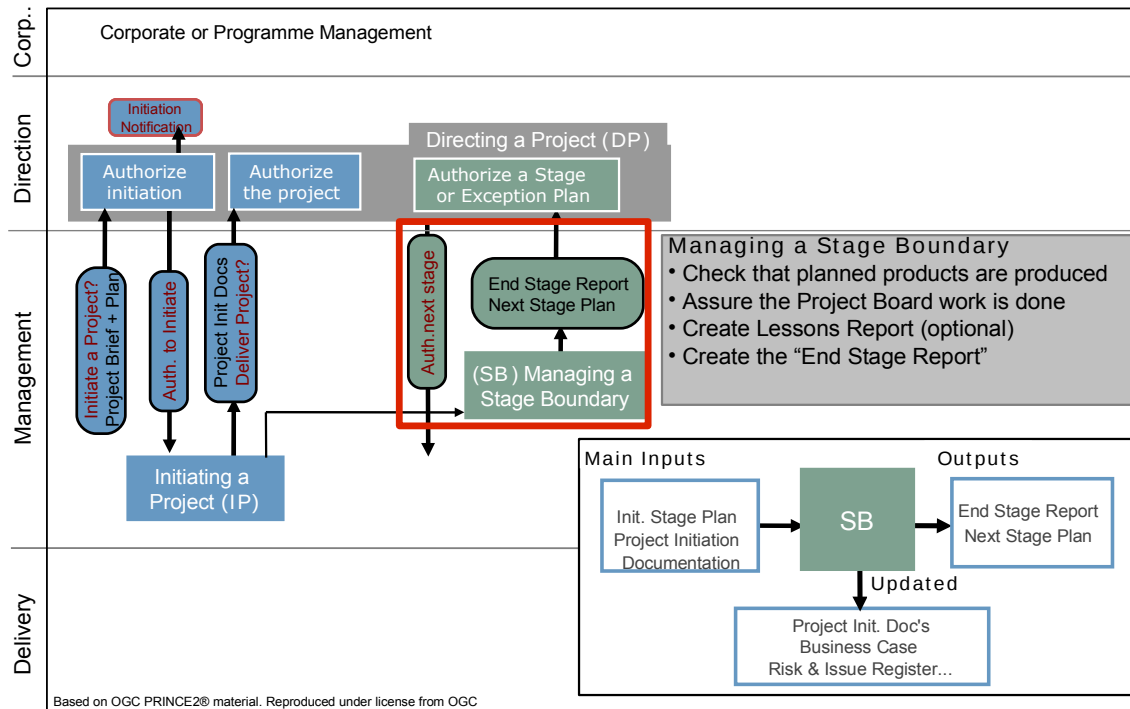 Corp..
Corporate or Programme Management
Direction
Initiation
Notification
Directing a Project (DP)
Authorize
initiation
Authorize
the project
Authorize a Stage
or Exception Plan
Management
Initiate a Project?
Project Brief + Plan
Auth. to Initiate
Project Init Docs
Deliver Project?
Auth.next stage
End Stage Report
Next Stage Plan
(SB) Managing a
Stage Boundary
Initiating a
Project (IP)
Managing a Stage Boundary
• Check that planned products are produced
• Assure the Project Board work is done
• Create Lessons Report (optional)
• Create the “End Stage Report”
Main Inputs
Outputs
Init. Stage Plan
Project Initiation
Documentation
SB
End Stage Report
Next Stage Plan
Updated
Project Init. Doc's
Business Case
Risk & Issue Register...
Delivery
Based on OGC PRINCE2® material. Reproduced under license from OGC